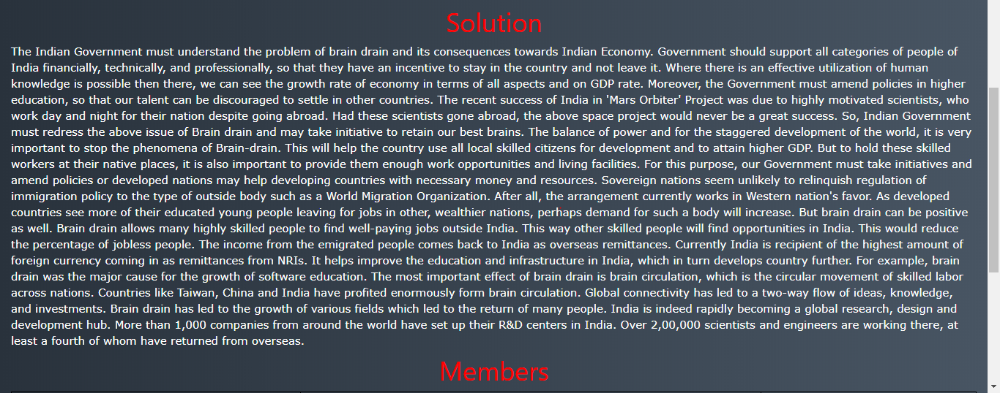 Solution
The Indian Government must understand the problem of brain drain and its consequences towards Indian Economy. Government should support all categories of people of
India financially, technically, and professionally, so that they have an incentive to stay in the country and not leave it. Where there is an effective utilization of human
knowledge is possible then there, we can see the growth rate of economy in terms of all aspects and on GDP rate. Moreover, the Government must amend policies in higher
education, so that our talent can be discouraged to settle in other countries. The recent success of India in 'Mars Orbiter' Project was due to highly motivated scientists, who
work day and night for their nation despite going abroad. Had these scientists gone abroad, the above space project would never be a great success. So, Indian Government
must redress the above issue of Brain drain and may take initiative to retain our best brains. The balance of power and for the staggered development of the world, it is very
important to stop the phenomena of Brain-drain. This will help the country use all local skilled citizens for development and to attain higher GDP. But to hold these skilled
workers at their native places, it is also important to provide them enough work opportunities and living facilities. For this purpose, our Government must take initiatives and
amend policies or developed nations may help developing countries with necessary money and resources. Sovereign nations seem unlikely to relinquish regulation of
immigration policy to the type of outside body such as a World Migration Organization. After all, the arrangement currently works in Western nation's favor. As developed
countries see more of their educated young people leaving for jobs in other, wealthier nations, perhaps demand for such a body will increase. But brain drain can be positive
as well. Brain drain allows many highly skilled people to find well-paying jobs outside India. This way other skilled people will find opportunities in India. This would reduce
the percentage of jobless people. The income from the emigrated people comes back to India as overseas remittances. Currently India is recipient of the highest amount of
foreign currency coming in as remittances from NRIs. It helps improve the education and infrastructure in India, which in turn develops country further. For example, brain
drain was the major cause for the growth of software education. The most important effect of brain drain is brain circulation, which is the circular movement of skilled labor
across nations. Countries like Taiwan, China and India have profited enormously form brain circulation. Global connectivity has led to a two-way flow of ideas, knowledge,
and investments. Brain drain has led to the growth of various fields which led to the return of many people. India is indeed rapidly becoming a global research, design and
development hub. More than 1,000 companies from around the world have set up their R&D centers in India. Over 2,00,000 scientists and engineers are working there, at
least a fourth of whom have returned from overseas.
Members